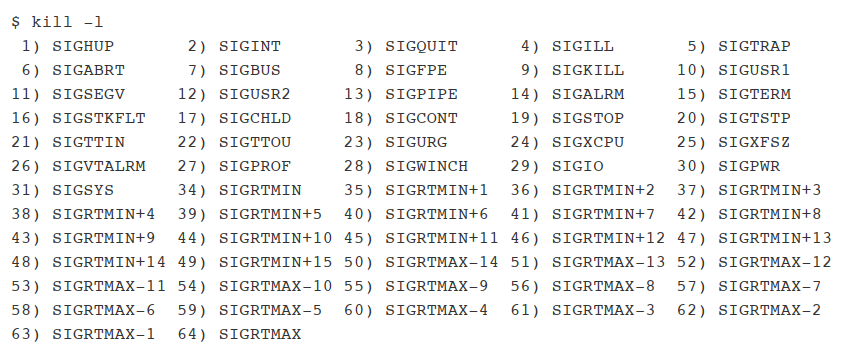 $ kill -l
1) SIGHUP 2) SIGINT 3) SIGQUIT 4) SIGILL 5) SIGTRAP
6) SIGABRT 7) SIGBUS 8) SIGFPE 9) SIGKILL 10) SIGUSR1
11) SIGSEGV 12) SIGUSR2 13) SIGPIPE 14) SIGALRM 15) SIGTERM
16) SIGSTKFLT 17) SIGCHLD 18) SIGCONT 19) SIGSTOP 20) SIGTSTP
21) SIGTTIN 22) SIGTTOU 23) SIGURG 24) SIGXCPU 25) SIGXFSZ
26) SIGVTALRM 27) SIGPROF 28) SIGWINCH 29) SIGIO 30) SIGPWR
31) SIGSYS 34) SIGRTMIN 35) SIGRTMIN+1 36) SIGRTMIN+2 37) SIGRTMIN+3
38) SIGRTMIN+4 39) SIGRTMIN+5 40) SIGRTMIN+6 41) SIGRTMIN+7 42) SIGRTMIN+8
43) SIGRTMIN+9 44) SIGRTMIN+10 45) SIGRTMIN+11 46) SIGRTMIN+12 47) SIGRTMIN+13
48) SIGRTMIN+14 49) SIGRTMIN+15 50) SIGRTMAX-14 51) SIGRTMAX-13 52) SIGRTMAX-12
53) SIGRTMAX-11 54) SIGRTMAX-10 55) SIGRTMAX-9 56) SIGRTMAX-8 57) SIGRTMAX-7
58) SIGRTMAX-6 59) SIGRTMAX-5 60) SIGRTMAX-4 61) SIGRTMAX-3 62) SIGRTMAX-2
63) SIGRTMAX-1 64) SIGRTMAX